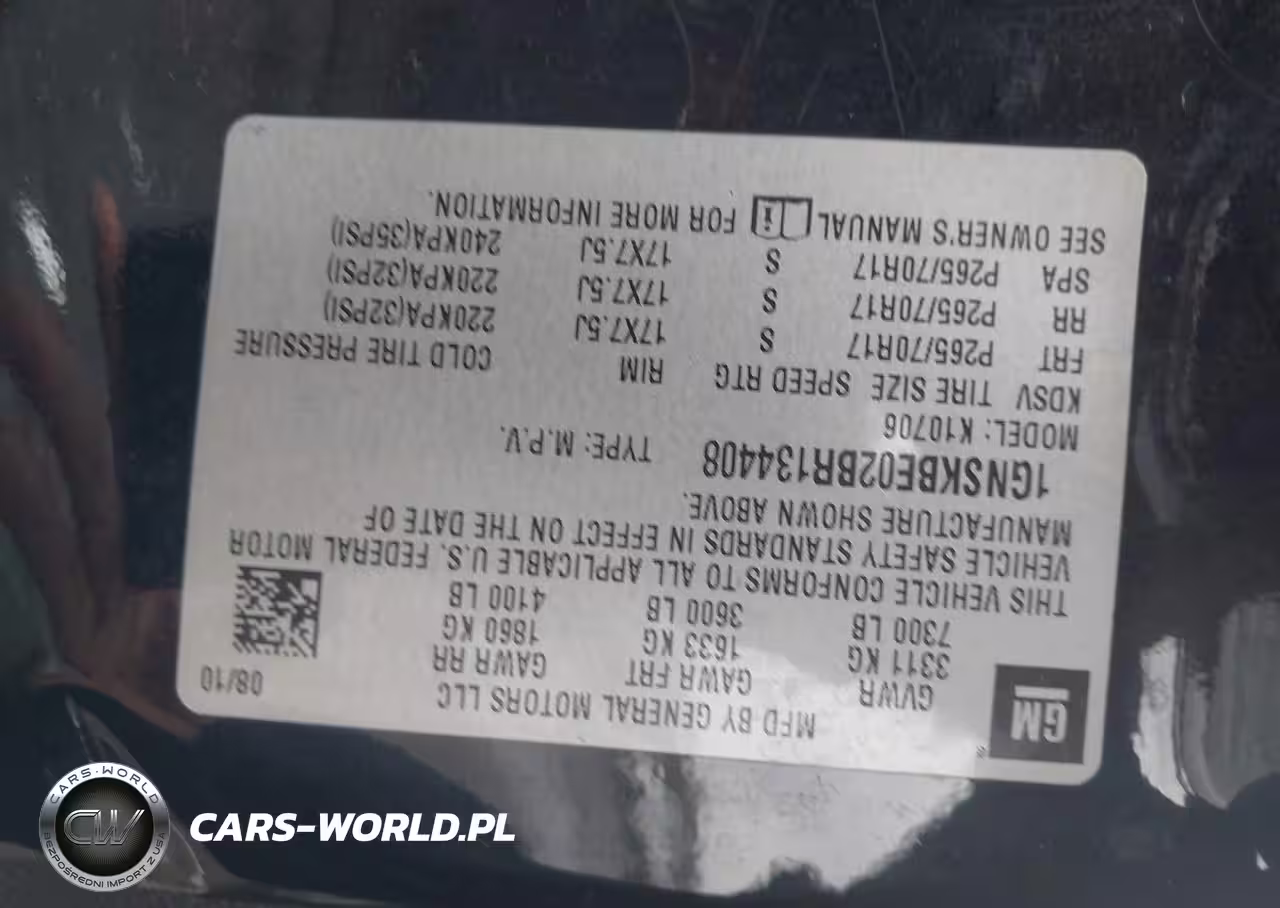 GM
MFD BY GENERAL MOTORS LLC
08/10
GVWR GAWR FRT GAWR RR
3311 KG 1633 KG 1860 KG
7300 LB 3600 LB 4100 LB
THIS VEHICLE CONFORMS TO ALL APPLICABLE U.S. FEDERAL MOTOR
VEHICLE SAFETY STANDARDS IN EFFECT ON THE DATE OF
MANUFACTURE SHOWN ABOVE.
1GNSKBE02BR134408 TYPE: M.P.V.
MODEL: K10706
KDSV TIRE SIZE SPEED RTG RIM COLD TIRE PRESSURE
FRT P265/70R17 S 17X7.5J 220KPA(32PSI)
RR P265/70R17 S 17X7.5J 220KPA(32PSI)
SPA P265/70R17 S 17X7.5J 240KPA(35PSI)
SEE OWNER'S MANUAL FOR MORE INFORMATION.
CARS-WORLD
CW
BEZPOŚREDNI IMPORT Z USA
CARS-WORLD.PL